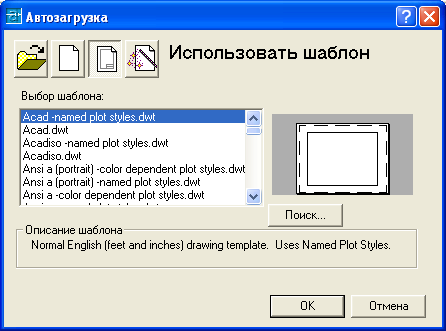 Автозагрузка
Использовать шаблон
Выбор шаблона:
Acad -named plot styles.dwt
Acad.dwt
Acadiso -named plot styles.dwt
Acadiso.dwt
Ansi a (portrait) -color dependent plot styles.dwt
Ansi a (portrait) -named plot styles.dwt
Ansi a -color dependent plot styles.dwt
Поиск...
Описание шаблона
Normal English (feet and inches) drawing template. Uses Named Plot Styles.
OK
Отмена